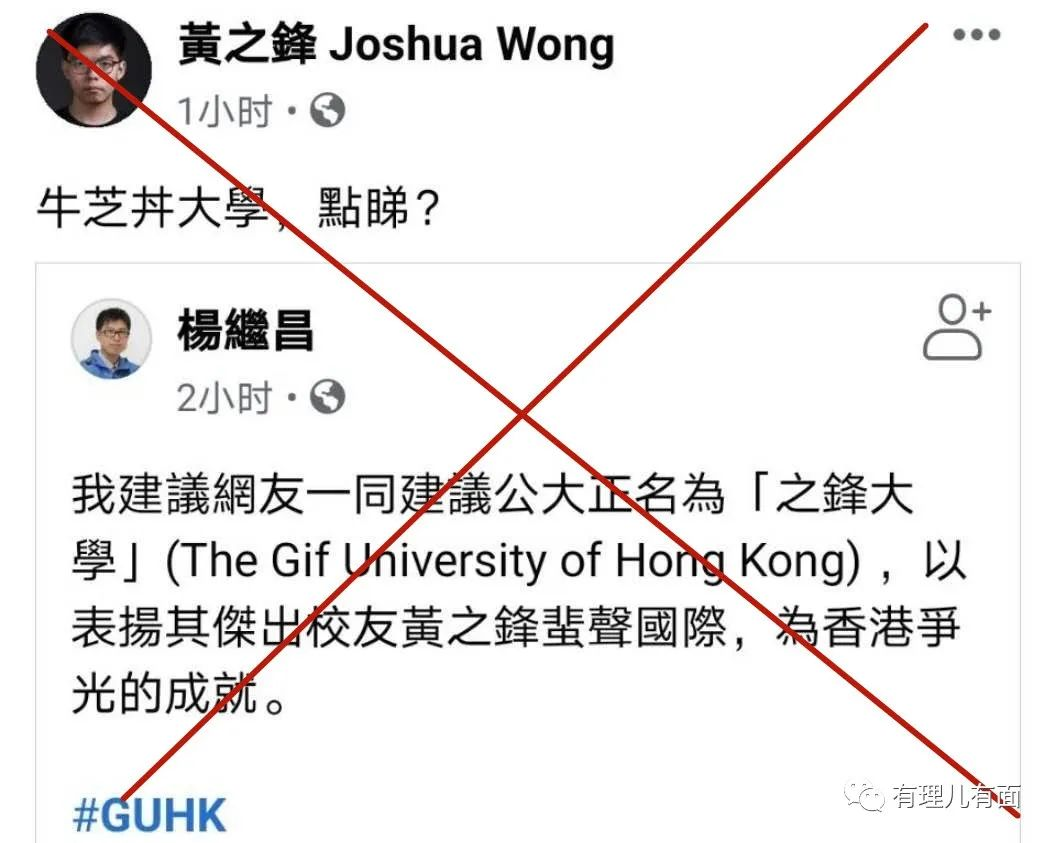 黃之鋒 Joshua Wong
1小时 ·
牛芝丼大學，點睇？
楊繼昌
2小时 ·
我建議網友一同建議公大正名為「之鋒大
學」(The Gif University of Hong Kong) ，以
表揚其傑出校友黃之鋒蜚聲國際，為香港爭
光的成就。
#GUHK
有理儿有面